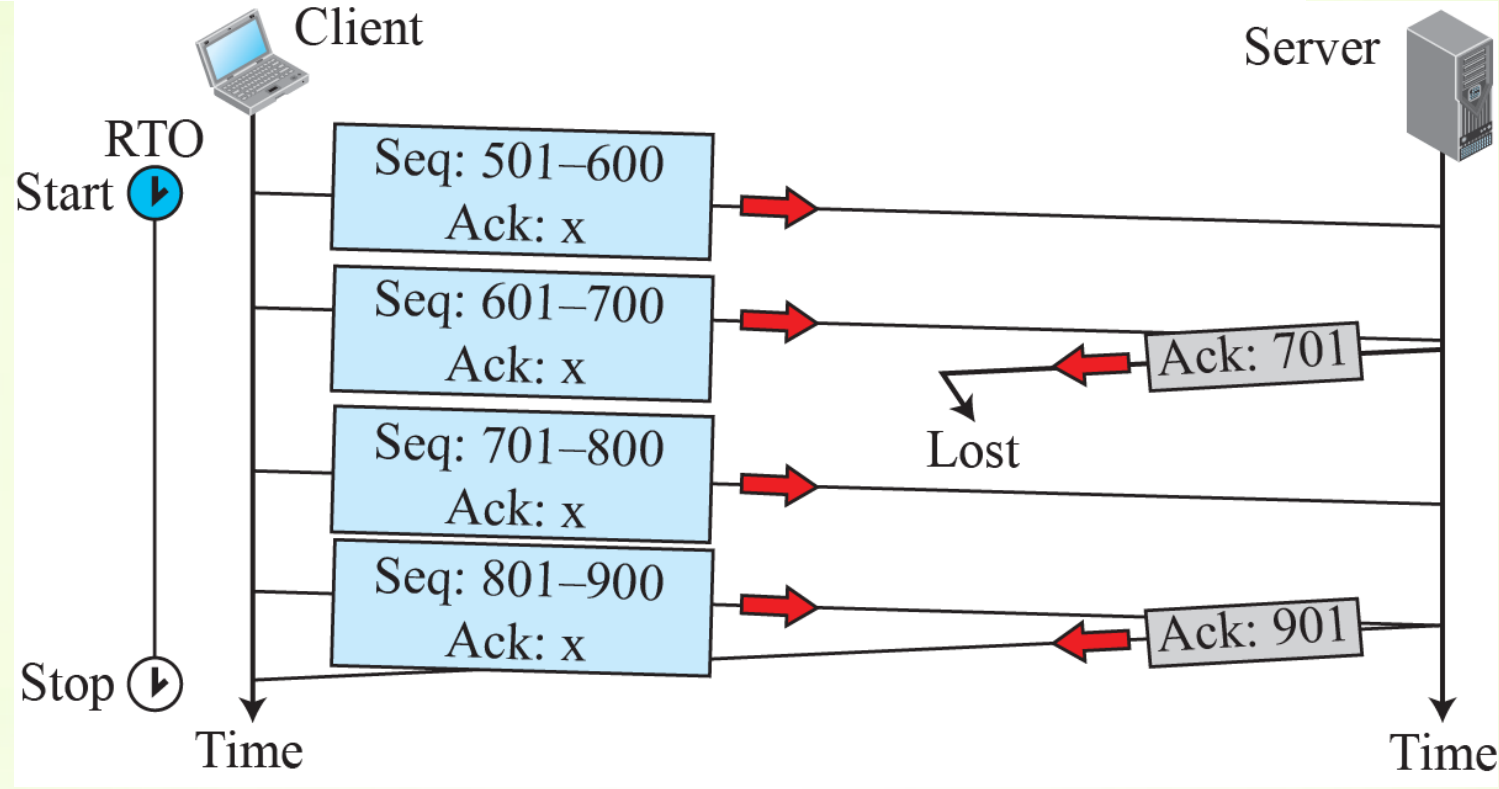 Client
Server
RTO
Start
Seq: 501–600
Ack: x
Seq: 601–700
Ack: x
Ack: 701
Lost
Seq: 701–800
Ack: x
Seq: 801–900
Ack: x
Ack: 901
Stop
Time
Time